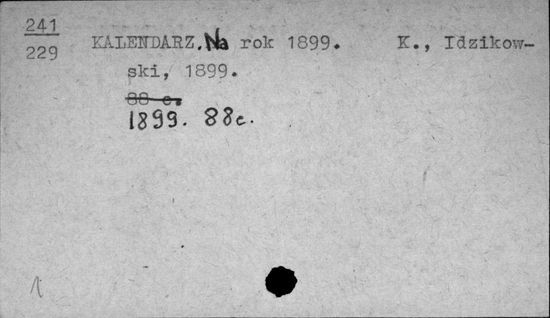 241
229
KALENDARZ. Na rok 1899. K., Idzikow-
ski, 1899.
88 c.
1899. 88c.